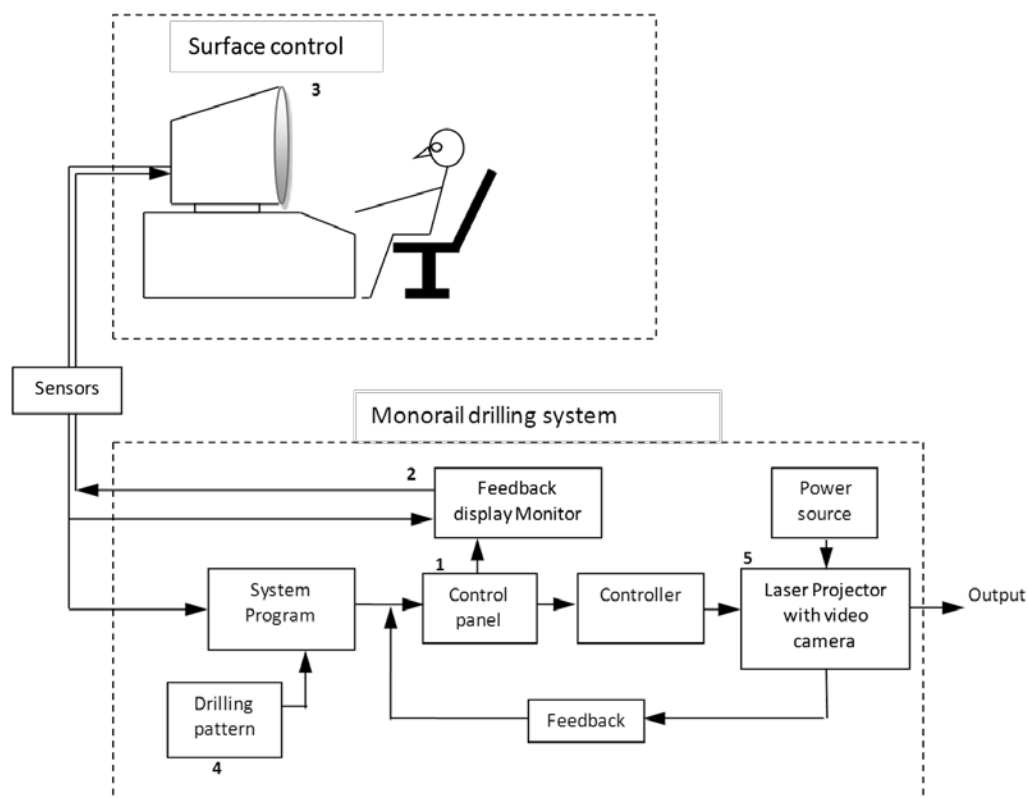 Surface control
3
Sensors
Monorail drilling system
2
Feedback
display Monitor
Power
source
1
5
System
Program
Control
panel
Controller
Laser Projector
with video
camera
Output
Drilling
pattern
Feedback
4